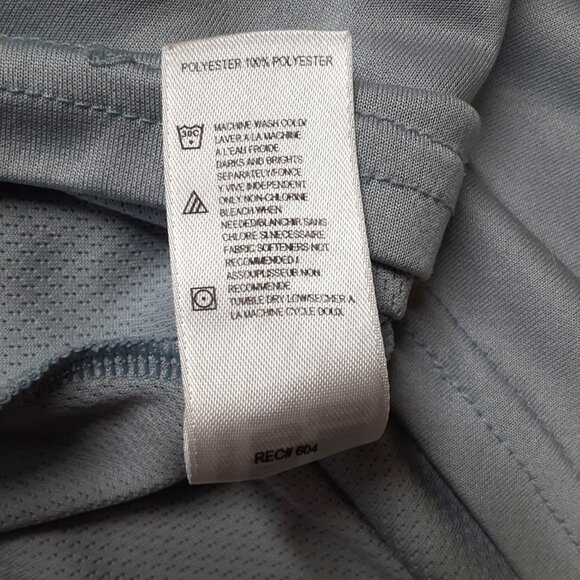 POLYESTER 100% POLYESTER
30C
MACHINE WASH COLD/
LAVER A LA MACHINE
A L'EAU FROIDE
DARKS AND BRIGHTS
SEPARATELY/FONCE
Y VIVE INDEPENDENT
ONLY NON-CHLORINE
BLEACH WHEN
NEEDED/BLANCHIR SANS
CHLORE SI NECESSAIRE
FABRIC SOFTENERS NOT
RECOMMENDED/
ASSOUPLISSEUR NON
RECOMMENDE
TUMBLE DRY LOW/SECHER A
LA MACHINE CYCLE DOUX.
REC# 604